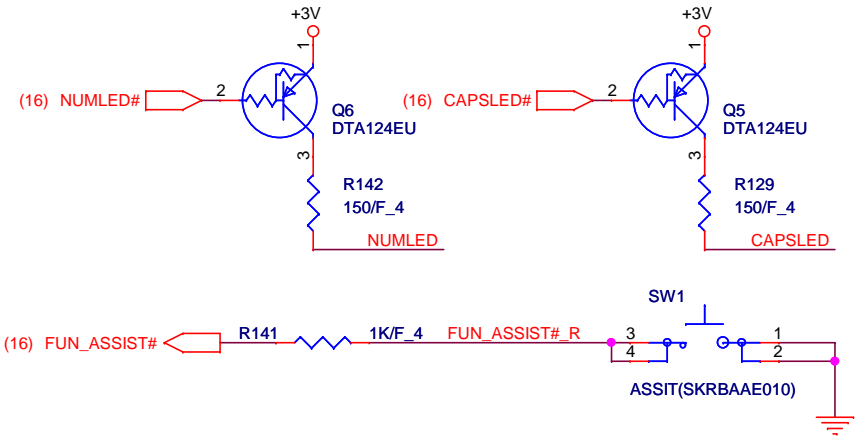 +3V
+3V
1
1
(16) NUMLED#
2
(16) CAPSLED#
2
Q6
DTA124EU
Q5
DTA124EU
3
3
R142
150/F_4
R129
150/F_4
NUMLED
CAPSLED
SW1
(16) FUN_ASSIST#
R141
1K/F_4
FUN_ASSIST#_R
3
1
4
2
ASSIT(SKRBAAE010)